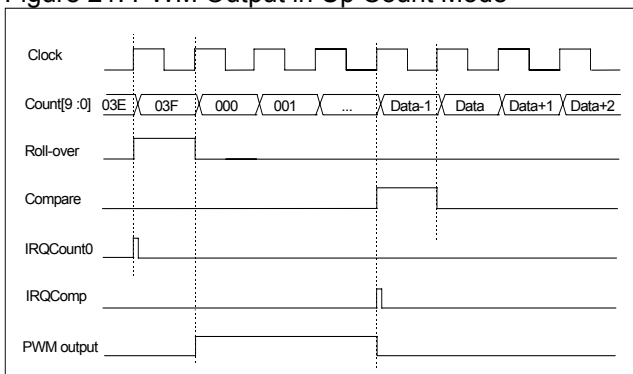 Figure 21. PWM Output in Up Count Mode
Clock
Count[9 :0] 03E 03F 000 001 ... Data-1 Data Data+1 Data+2
Roll-over
Compare
IRQCount0
IRQComp
PWM output